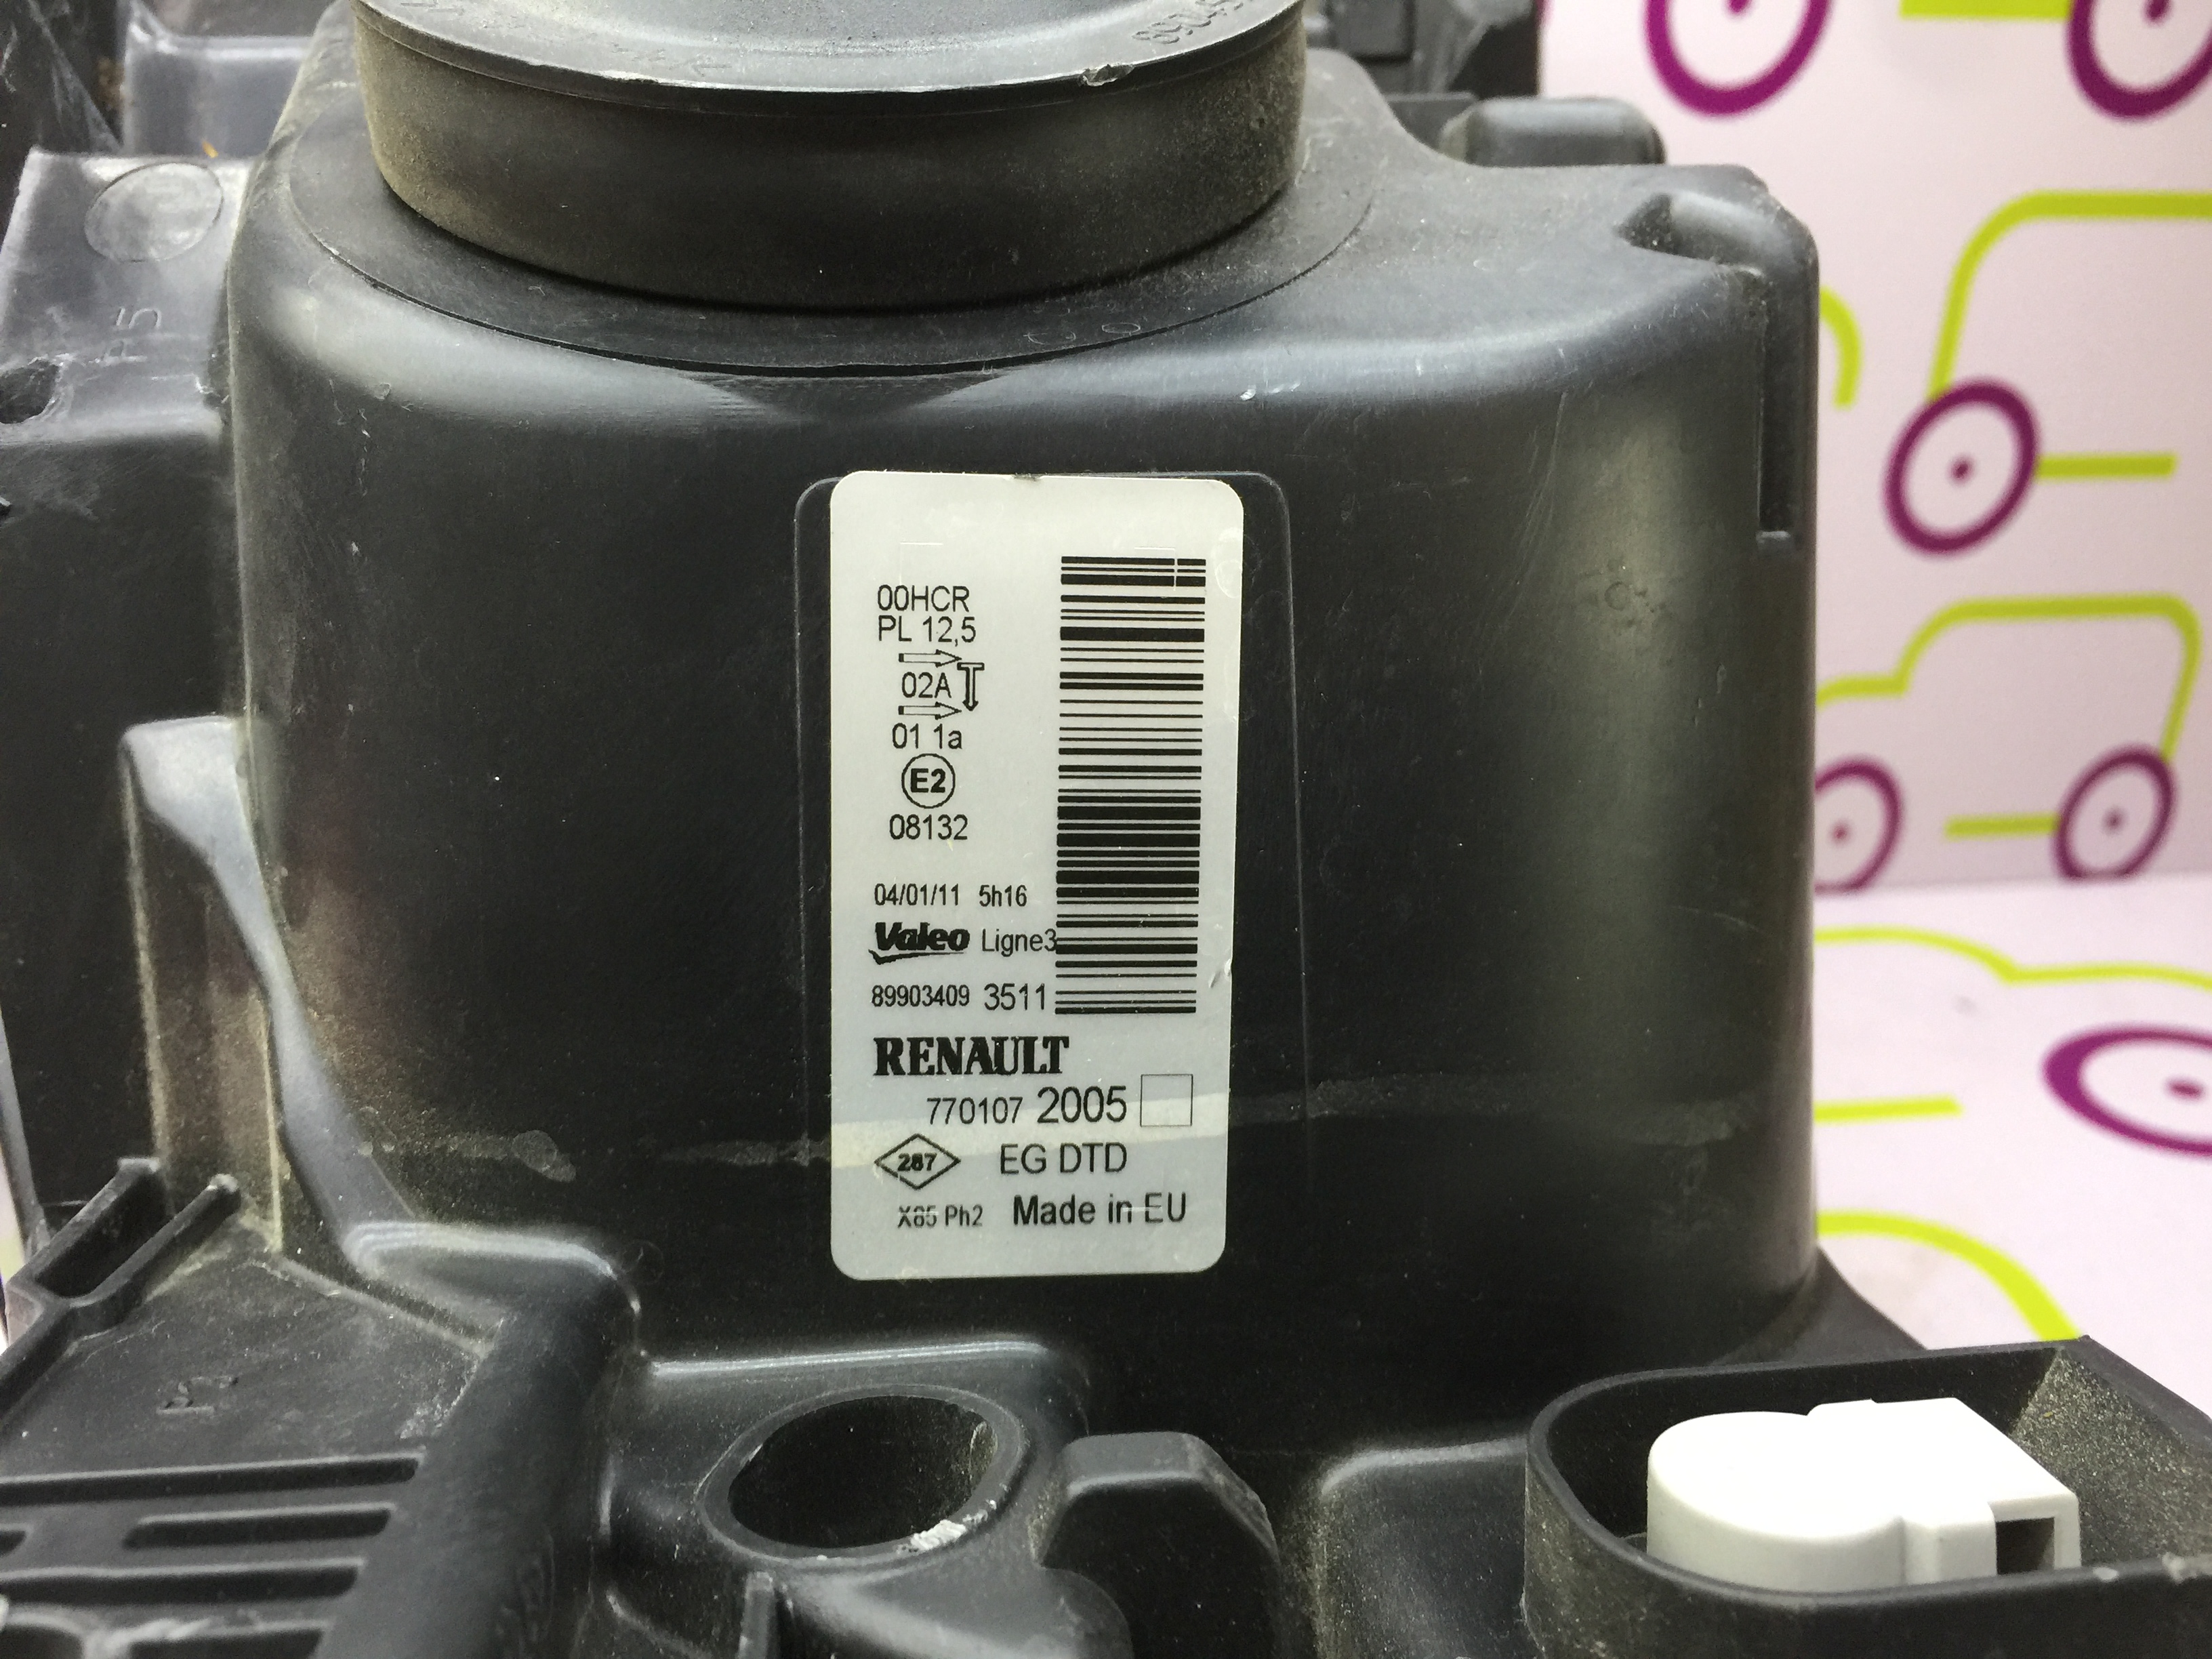 00HCR
PL 12,5
02A
01 1a
E2
08132
04/01/11 5h16
Valeo Ligne3
89903409 3511
RENAULT
770107 2005
287 EG DTD
X85 Ph2 Made in EU